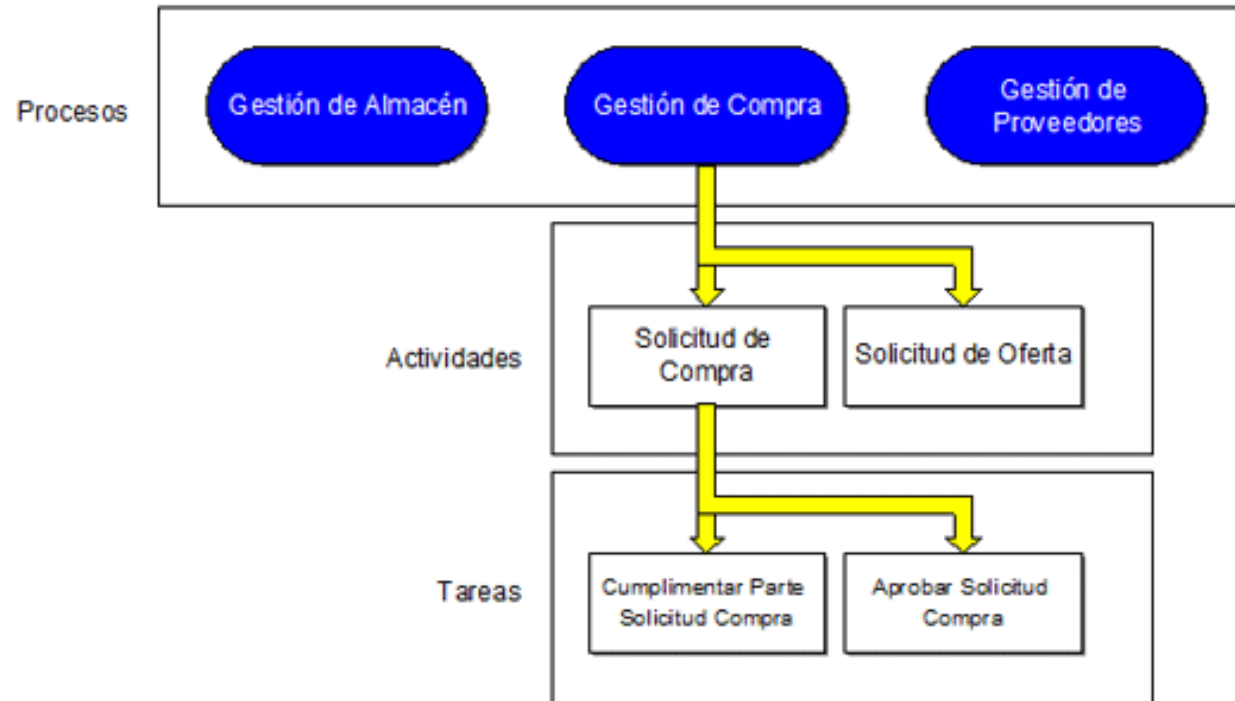 Procesos
Gestión de Almacén
Gestión de Compra
Gestión de
Proveedores
Actividades
Solicitud de
Compra
Solicitud de Oferta
Tareas
Cumplimentar Parte
Solicitud Compra
Aprobar Solicitud
Compra